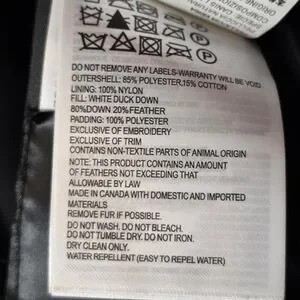 DO NOT REMOVE ANY LABELS-WARRANTY WILL BE VOID
OUTERSHELL: 85% POLYESTER,15% COTTON
LINING: 100% NYLON
FILL: WHITE DUCK DOWN
80%DOWN 20%FEATHER
PADDING: 100% POLYESTER
EXCLUSIVE OF EMBROIDERY
EXCLUSIVE OF TRIM
CONTAINS NON-TEXTILE PARTS OF ANIMAL ORIGIN
NOTE: THIS PRODUCT CONTAINS AN AMOUNT
OF FEATHERS NOT EXCEEDING THAT
ALLOWABLE BY LAW
MADE IN CANADA WITH DOMESTIC AND IMPORTED
MATERIALS
REMOVE FUR IF POSSIBLE.
DO NOT WASH. DO NOT BLEACH.
DO NOT TUMBLE DRY. DO NOT IRON.
DRY CLEAN ONLY.
WATER REPELLENT (EASY TO REPEL WATER)